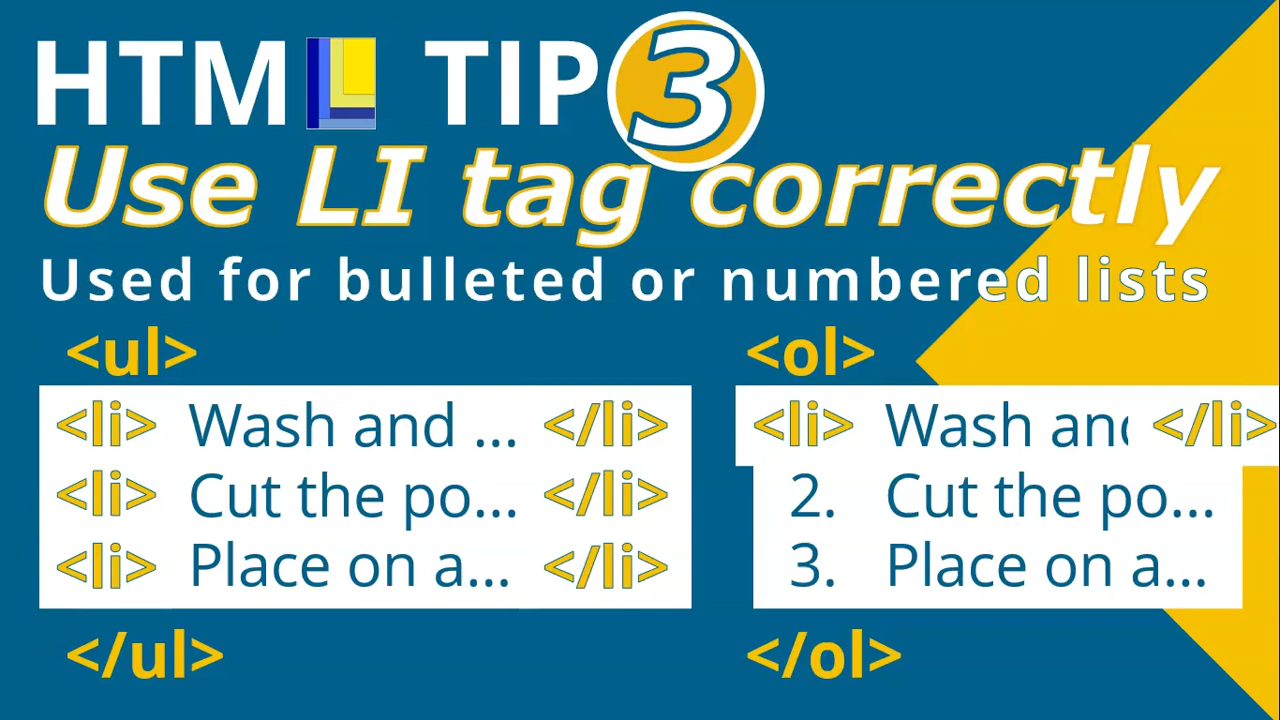 HTML TIP 3
Use LI tag correctly
Used for bulleted or numbered lists
<ul>
<li> Wash and ... </li>
<li> Cut the po... </li>
<li> Place on a... </li>
</ul>
<ol>
<li> Wash and </li>
2. Cut the po...
3. Place on a...
</ol>